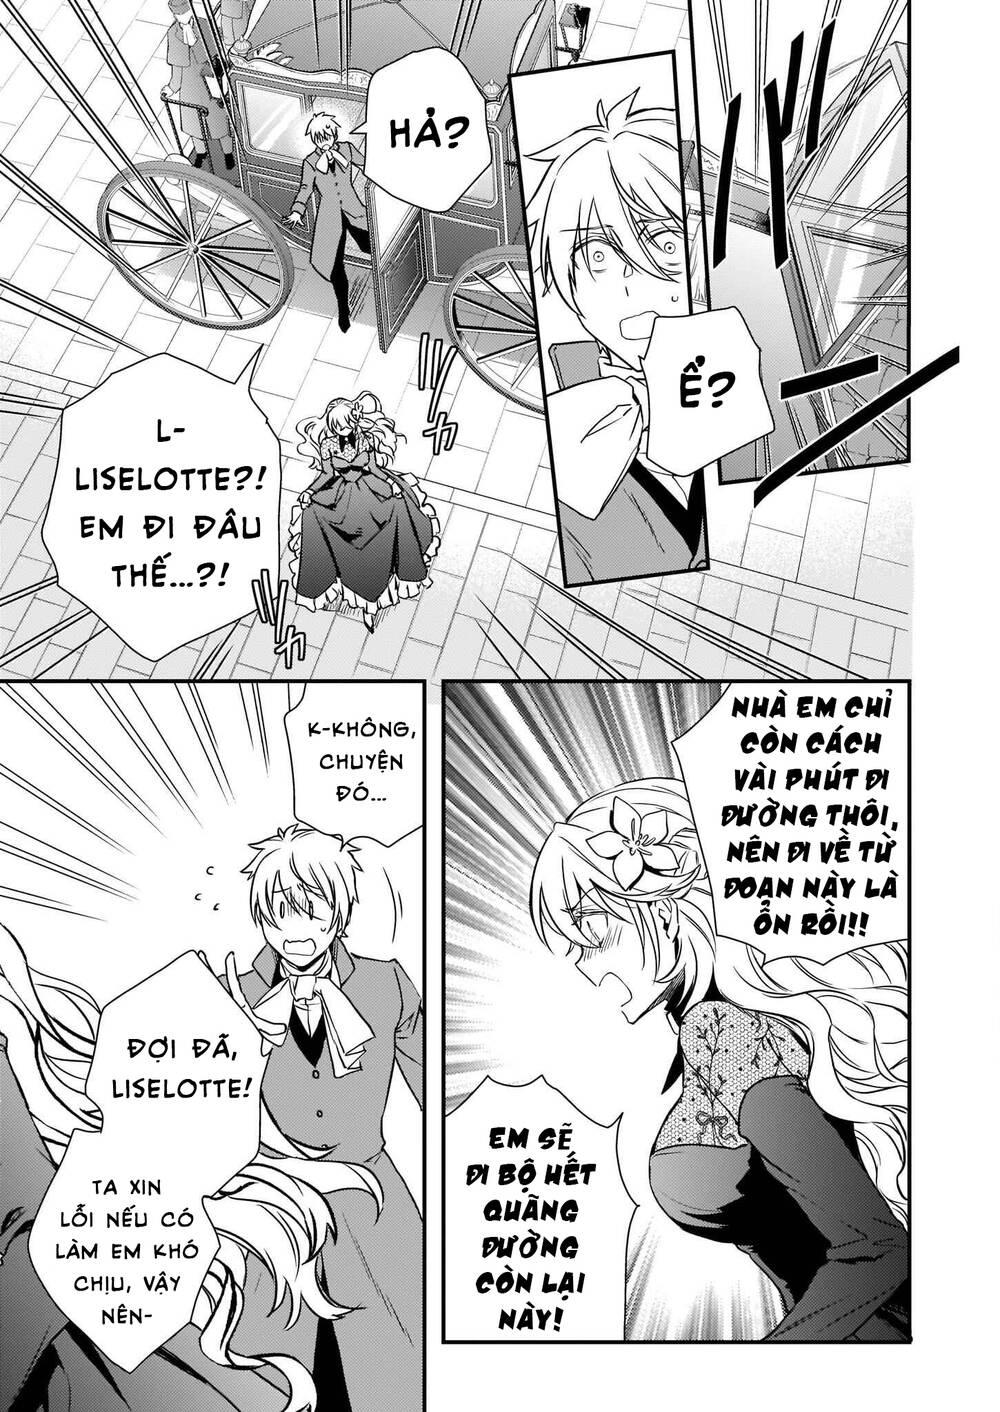 Ể?
HẢ?
L-
LISELOTTE?!
EM ĐI ĐÂU
THẾ...?!
NHÀ EM CHỈ
CÒN CÁCH
VÀI PHÚT ĐI
ĐƯỜNG THÔI,
NÊN ĐI VỀ TỪ
ĐOẠN NÀY LÀ
ỔN RỒI!!
EM SẼ
ĐI BỘ HẾT
QUÃNG
ĐƯỜNG
CÒN LẠI
NÀY!
K-KHÔNG,
CHUYỆN
ĐÓ...
ĐỢI ĐÃ,
LISELOTTE!
TA XIN
LỖI NẾU CÓ
LÀM EM KHÓ
CHỊU, VẬY
NÊN-